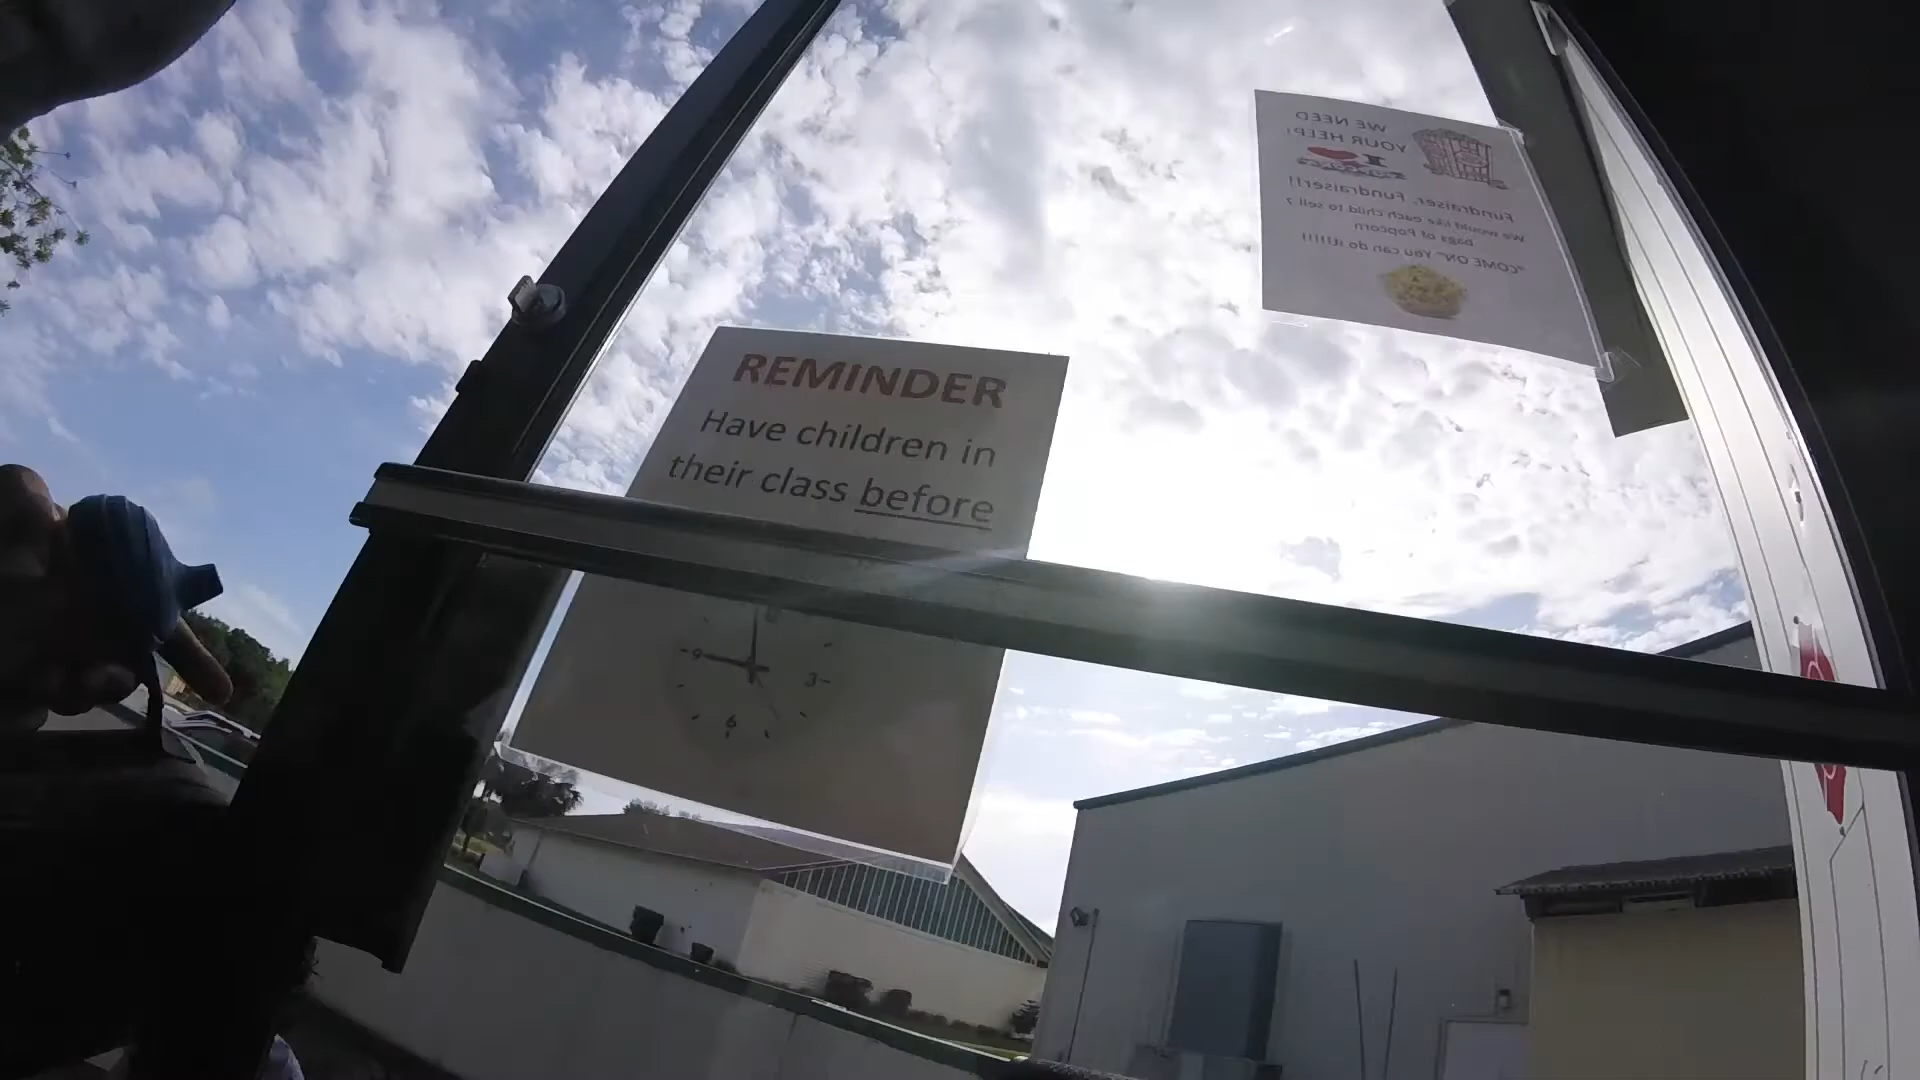 REMINDER
Have children in
their class before
9
3
6
WE NEED
YOUR HELP!
I
Fundraiser, Fundraiser!!
We would like each child to sell 7
bags of Popcorn
"COME ON" You can do it!!!!!